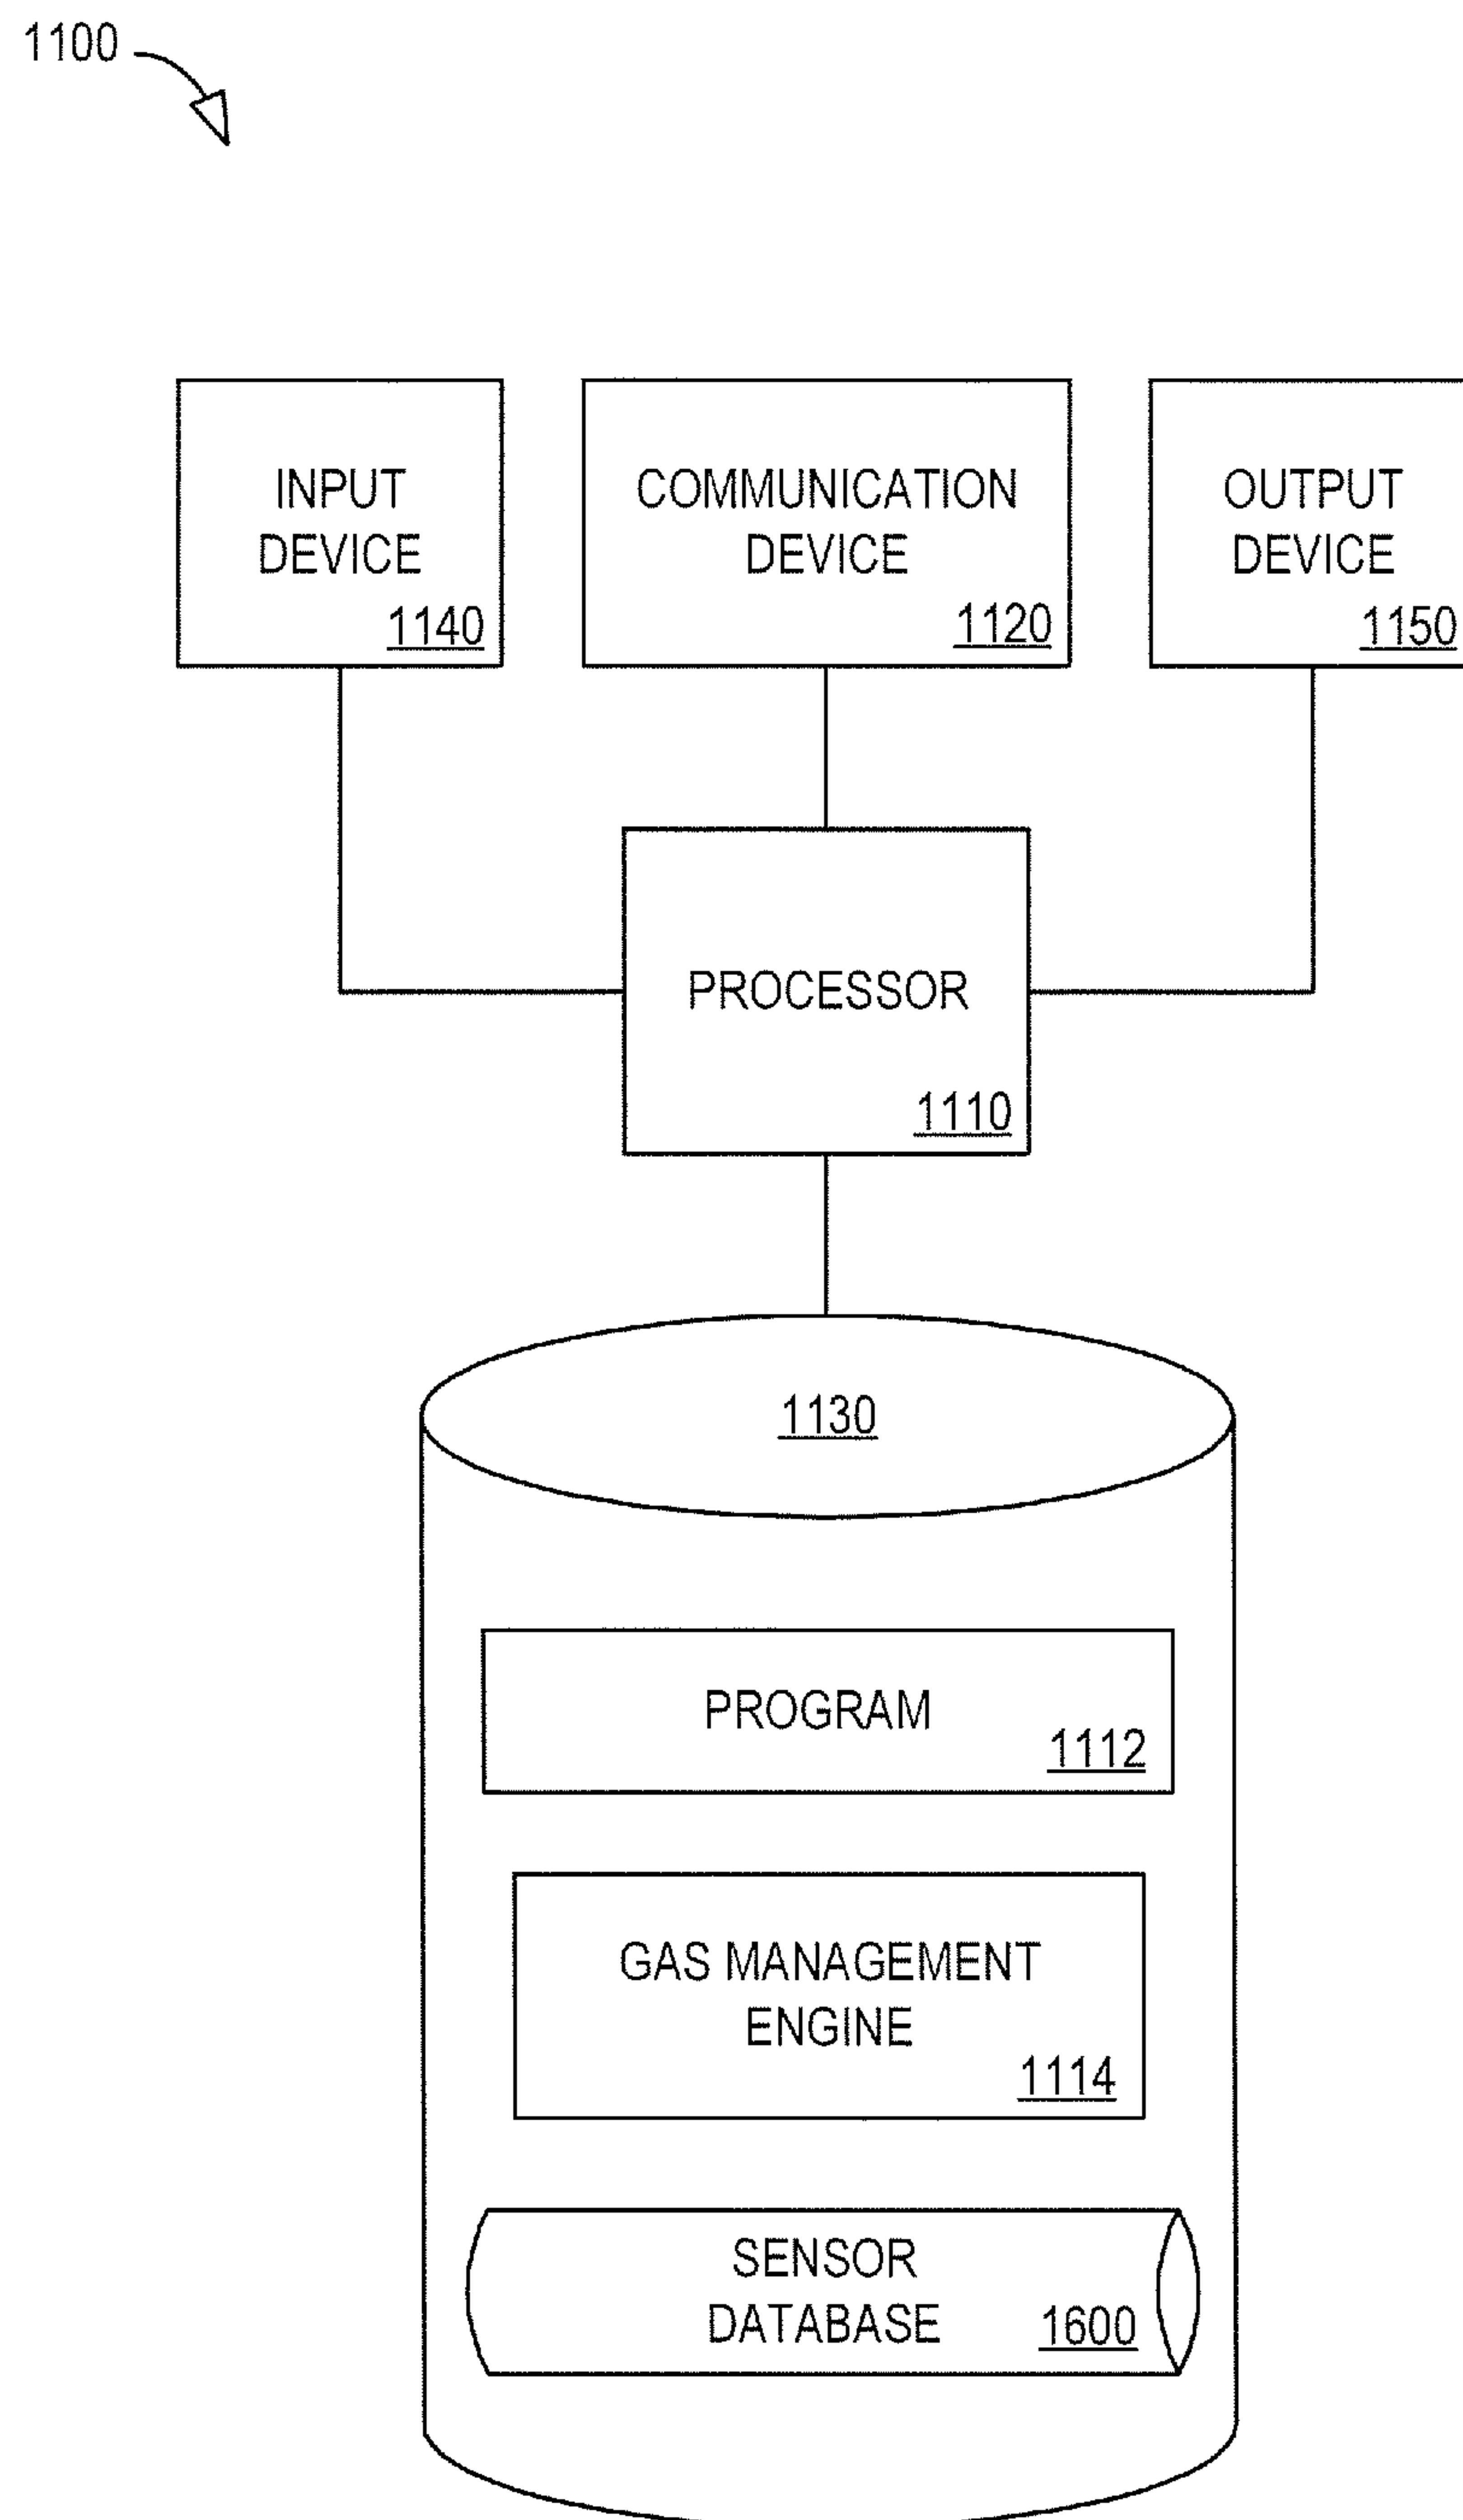 1100
INPUT
DEVICE
1140
COMMUNICATION
DEVICE
1120
OUTPUT
DEVICE
1150
PROCESSOR
1110
1130
PROGRAM
1112
GAS MANAGEMENT
ENGINE
1114
SENSOR
DATABASE
1600